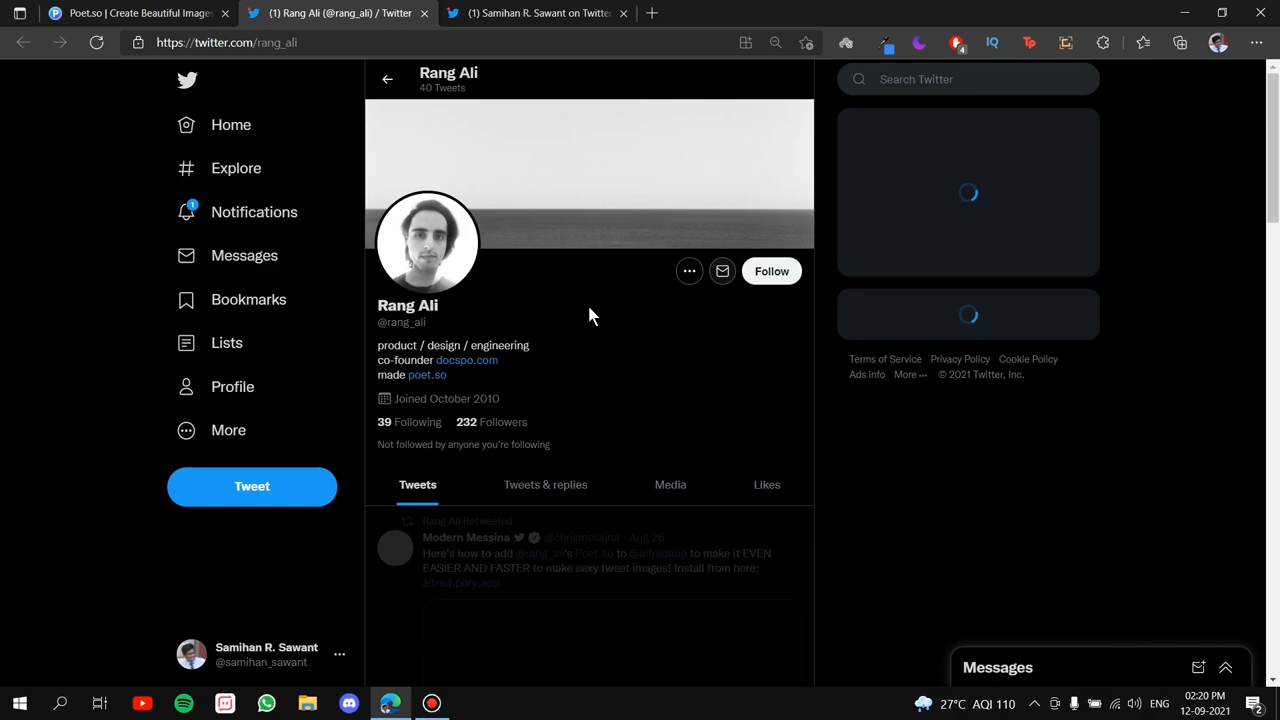 Poet.so | Create Beautiful Images
(1) Rang Ali (@rang_ali) / Twitter
(1) Samihan R. Sawant on Twitter
https://twitter.com/rang_ali
4
IQ
TP
Rang Ali
40 Tweets
Search Twitter
Home
Explore
1
Notifications
Messages
Bookmarks
Lists
Profile
More
Tweet
Follow
Rang Ali
@rang_ali
product / design / engineering
co-founder docspo.com
made poet.so
Joined October 2010
39 Following 232 Followers
Not followed by anyone you're following
Tweets
Tweets & replies
Media
Likes
Rang Ali Retweeted
Modern Messina @chrismessina · Aug 26
Here's how to add @rang_ali's Poet.so to @alfredapp to make it EVEN
EASIER AND FASTER to make sexy tweet images! Install from here:
alfred.pory.app
Terms of Service Privacy Policy Cookie Policy
Ads info More ··· © 2021 Twitter, Inc.
Samihan R. Sawant
@samihan_sawant
Messages
27°C AQI 110
ENG
02:20 PM
12-09-2021
2